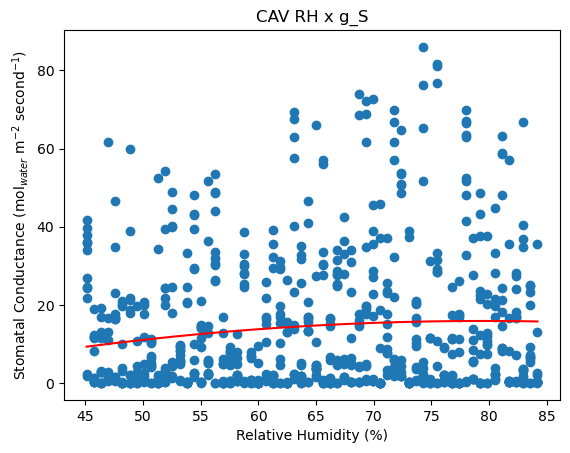 CAV RH x g_S
Stomatal Conductance (mol_water m⁻² second⁻¹)
80
60
40
20
0
45 50 55 60 65 70 75 80 85
Relative Humidity (%)